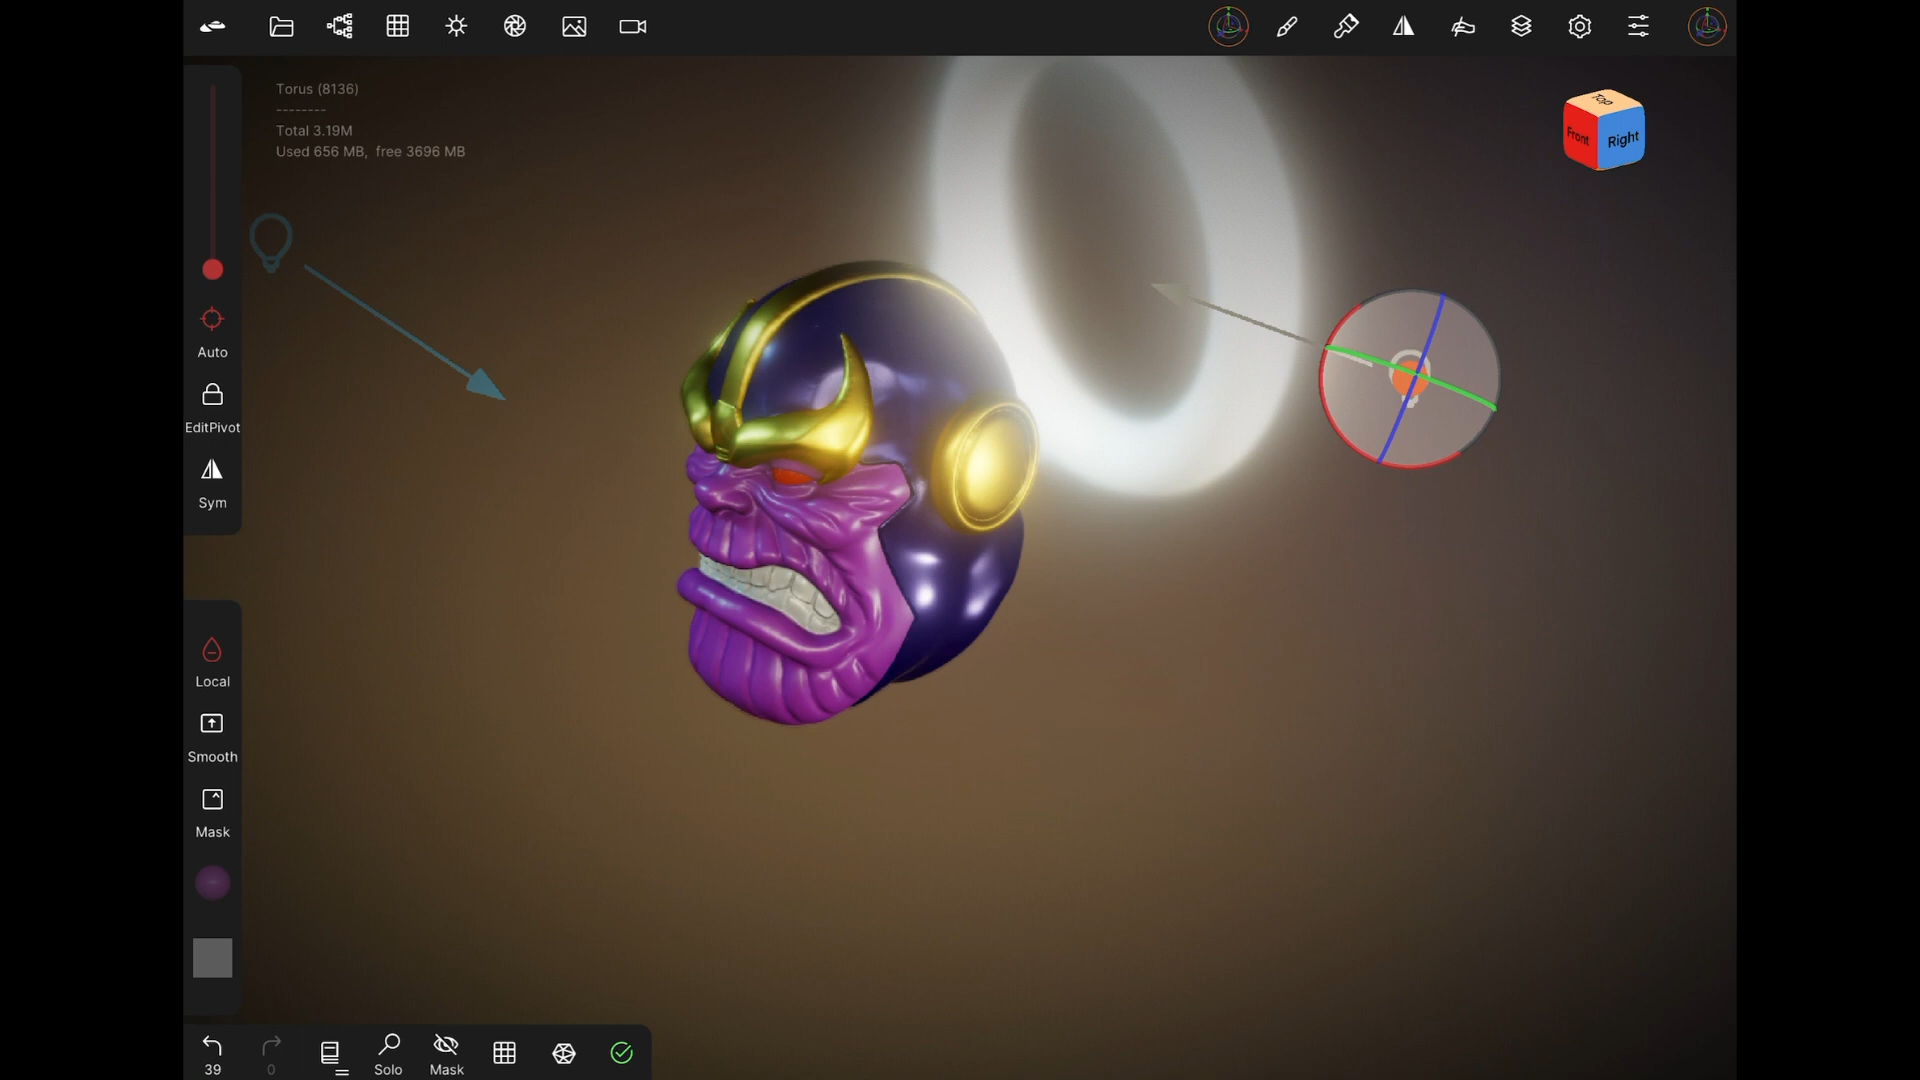 Torus (8136)
--------
Total 3.19M
Used 656 MB, free 3696 MB
Top
Front
Right
Auto
EditPivot
Sym
Local
Smooth
Mask
39
0
Solo
Mask